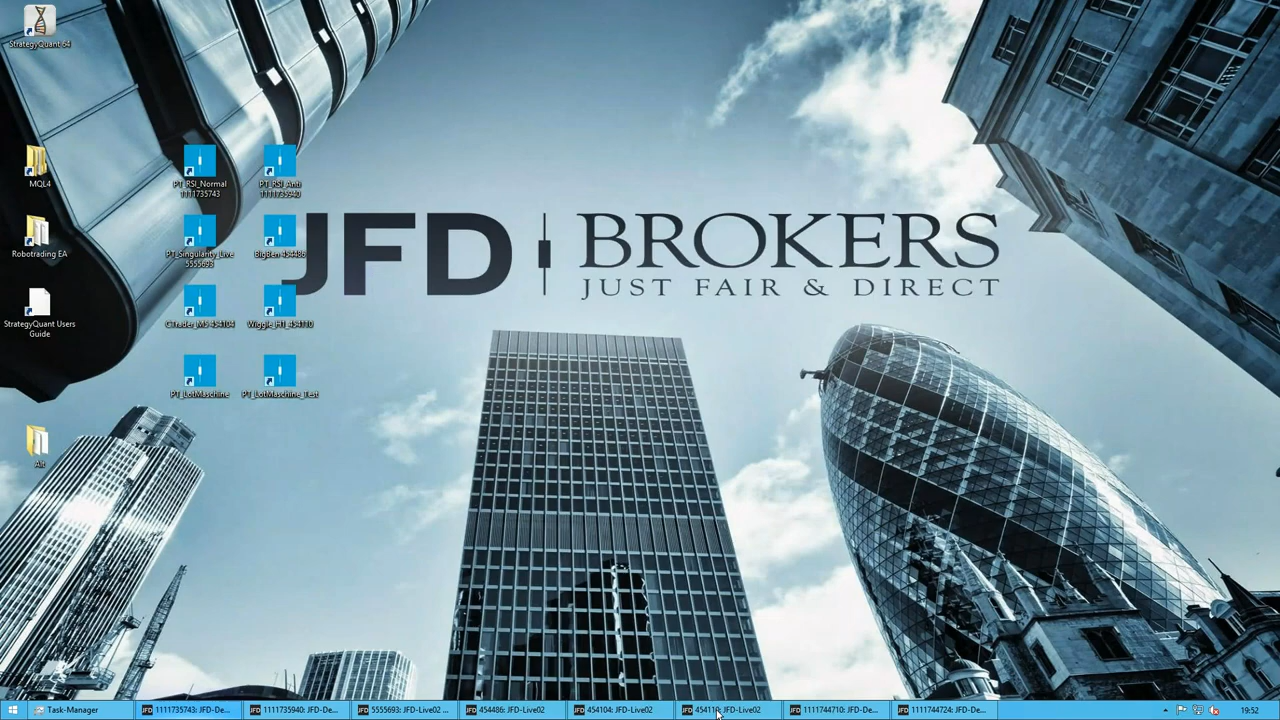 StrategyQuant 64
MQL4
PT_RSI_Normal
1111735743
PT_RSI_Anti
1111735940
Robotrading EA
PT_Singularity_Live
5555693
Bigben 454486
StrategyQuant Users
Guide
CTrader_M5 454104
Wiggle_H1_454110
PT_LotMaschine
PT_LotMaschine_Test
Alt
JFD BROKERS
JUST FAIR & DIRECT
Task-Manager
1111735743: JFD-De...
1111735940: JFD-De...
5555693: JFD-Live02 ...
454486: JFD-Live02
454104: JFD-Live02
454110: JFD-Live02
1111744710: JFD-De...
1111744724: JFD-De...
19:52